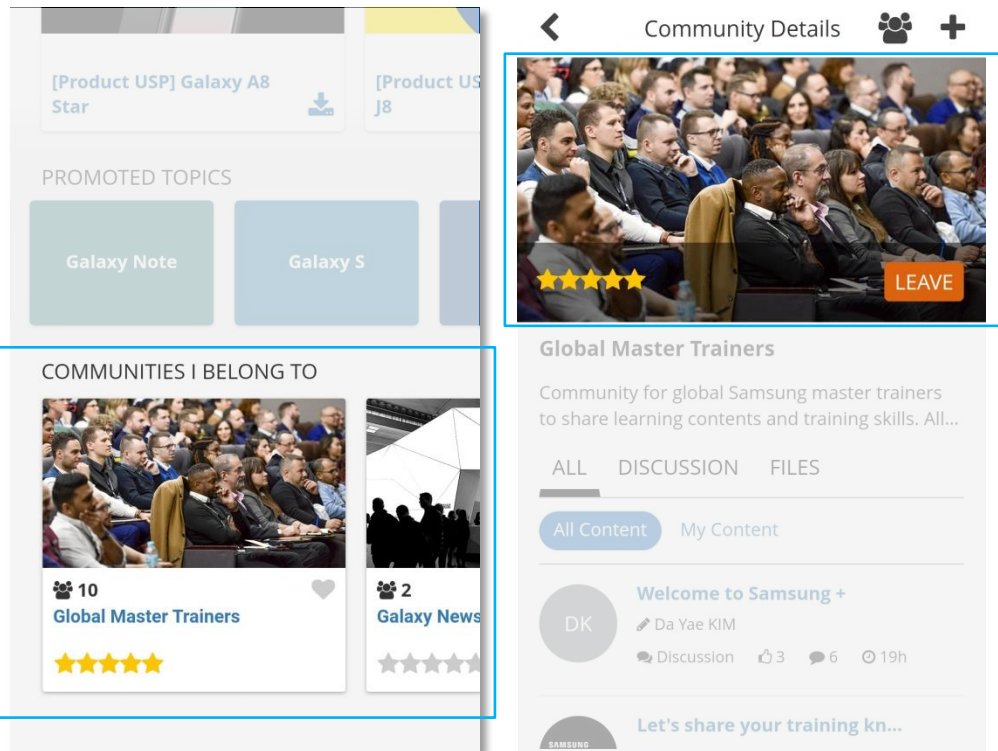 [Product USP] Galaxy A8
Star
[Product US
J8
PROMOTED TOPICS
Galaxy Note
Galaxy S
COMMUNITIES I BELONG TO
10
Global Master Trainers
2
Galaxy News
Community Details
LEAVE
Global Master Trainers
Community for global Samsung master trainers
to share learning contents and training skills. All...
ALL DISCUSSION FILES
All Content My Content
DK
Welcome to Samsung +
Da Yae KIM
Discussion 3 6 19h
SAMSUNG
Let's share your training kn...